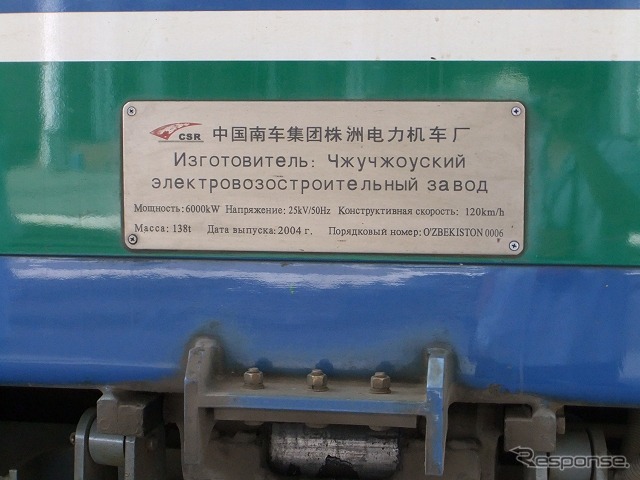 CSR 中国南车集团株洲电力机车厂
Изготовитель: Чжучжоуский
электровозостроительный завод
Мощность: 6000kW Напряжение: 25kV/50Hz Конструктивная скорость: 120km/h
Масса: 138t Дата выпуска: 2004 г. Порядковый номер: O'ZBEKISTON 0006
Response.